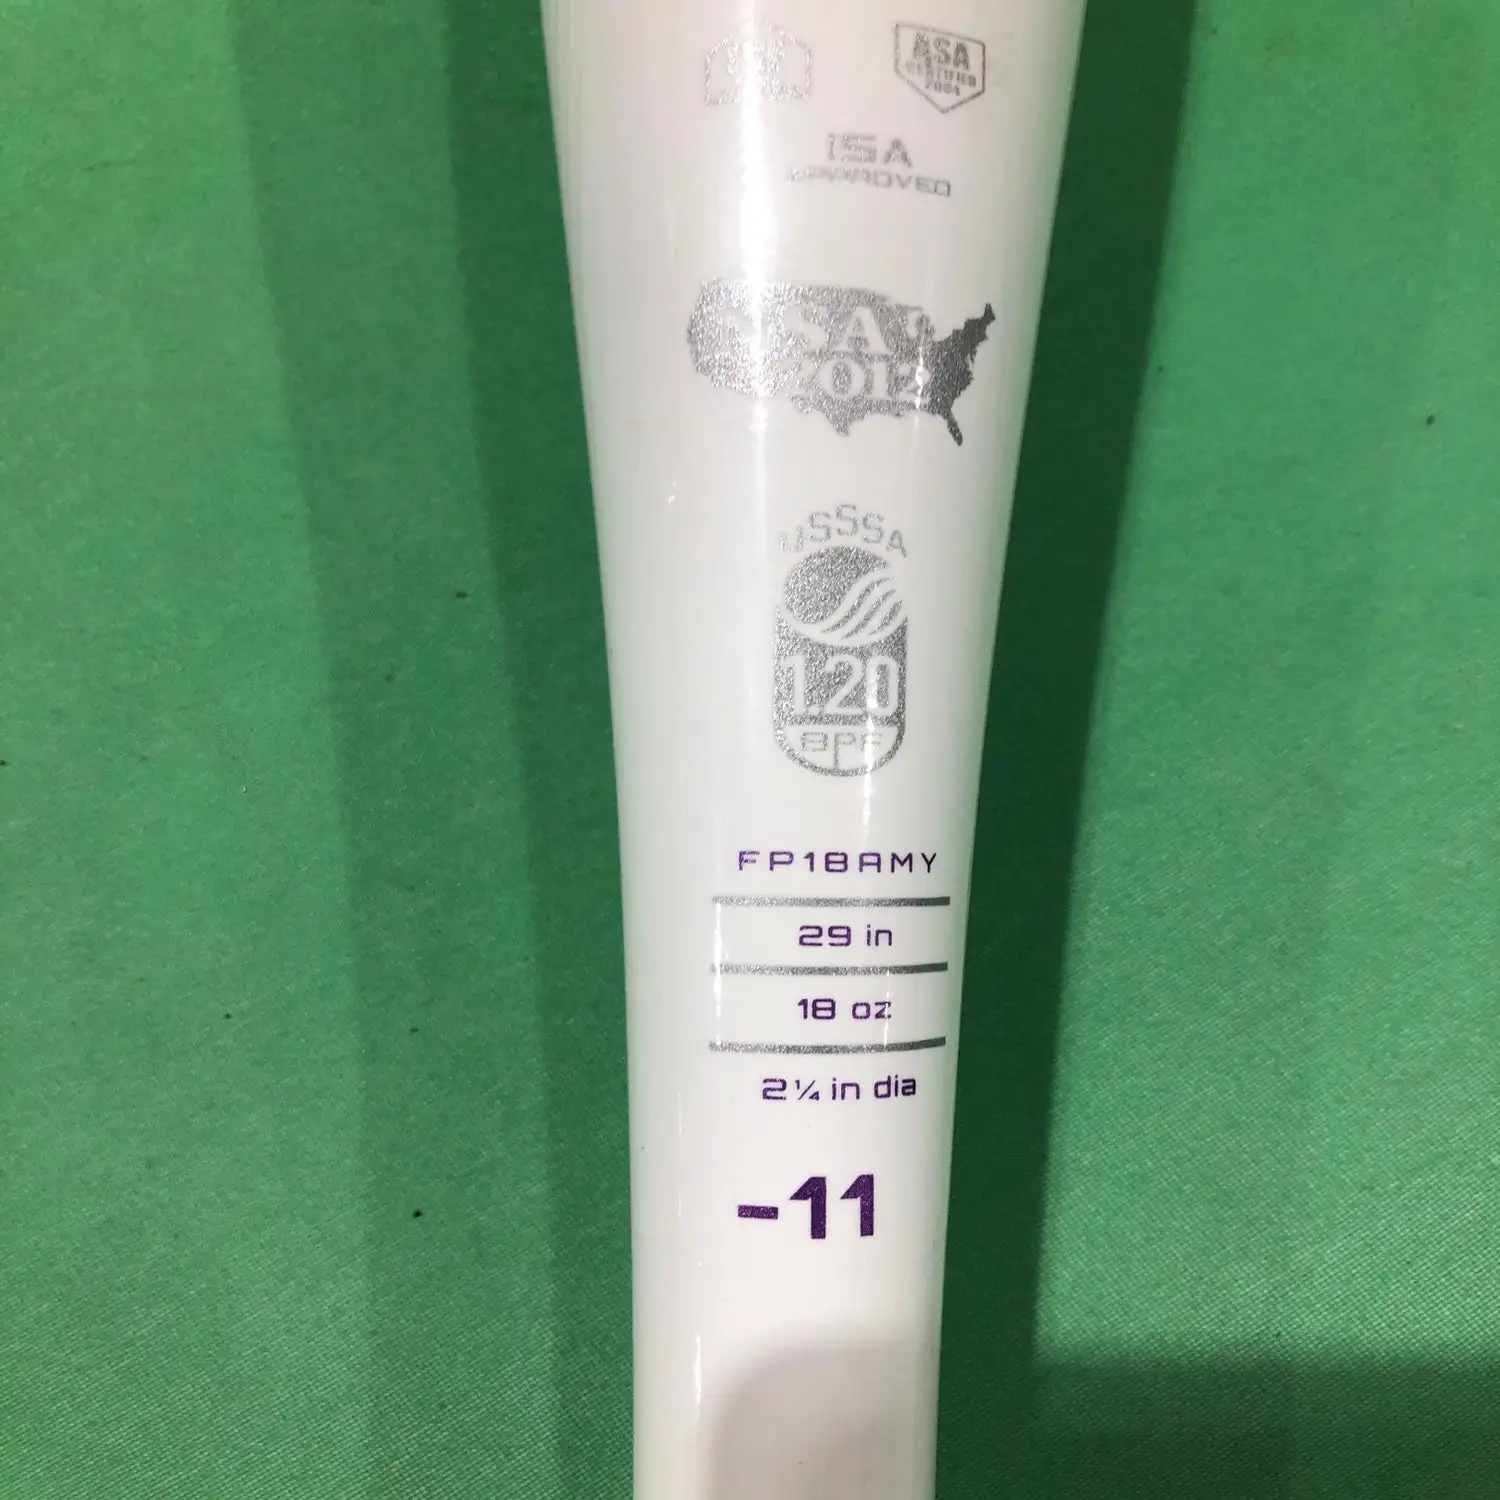 ASA
CERTIFIED
2004
ISA
APPROVED
NSA
2012
USSSA
1.20
BPF
FP18AMY
29 in
18 oz
2 ¼ in dia
-11